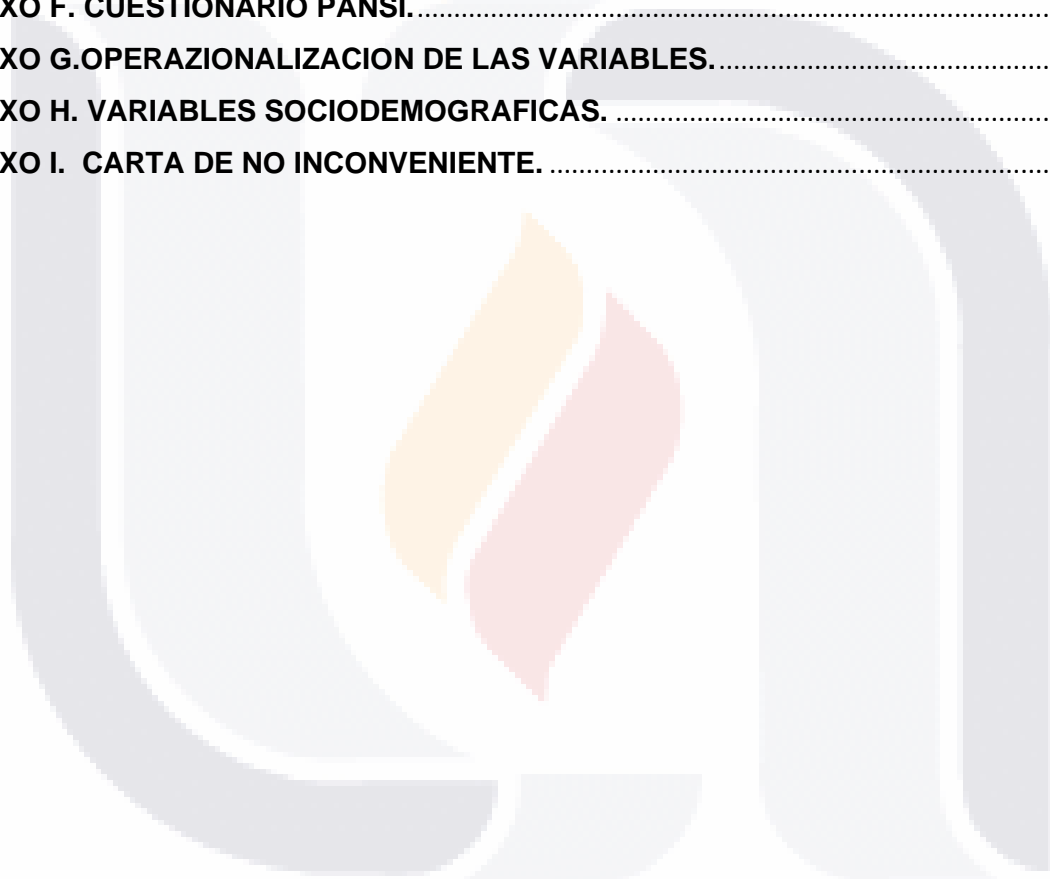 XO F. CUESTIONARIO PANSI.
XO G.OPERAZIONALIZACION DE LAS VARIABLES.
XO H. VARIABLES SOCIODEMOGRAFICAS.
XO I. CARTA DE NO INCONVENIENTE.